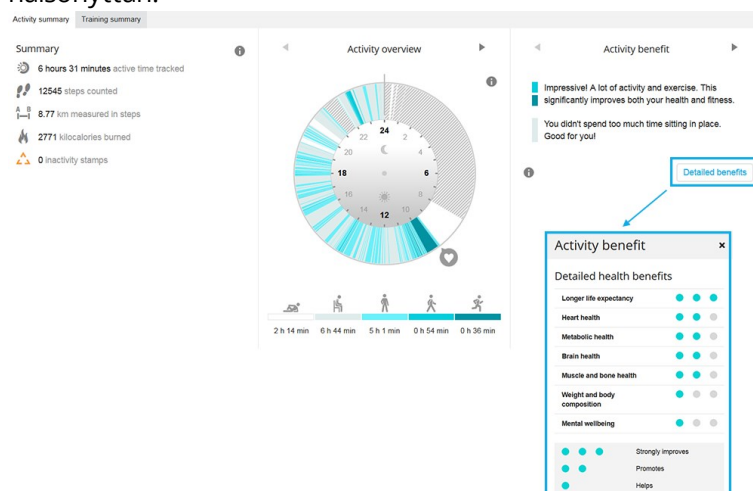 Activity summary Training summary
Summary
6 hours 31 minutes active time tracked
12545 steps counted
A B
8.77 km measured in steps
2771 kilocalories burned
0 inactivity stamps
Activity overview
24
22 2
20 4
18 6
16 8
14 10
12
2 h 14 min 6 h 44 min 5 h 1 min 0 h 54 min 0 h 36 min
Activity benefit
Impressive! A lot of activity and exercise. This
significantly improves both your health and fitness.
You didn't spend too much time sitting in place.
Good for you!
Detailed benefits
Activity benefit ×
Detailed health benefits
Longer life expectancy
Heart health
Metabolic health
Brain health
Muscle and bone health
Weight and body
composition
Mental wellbeing
Strongly improves
Promotes
Helps